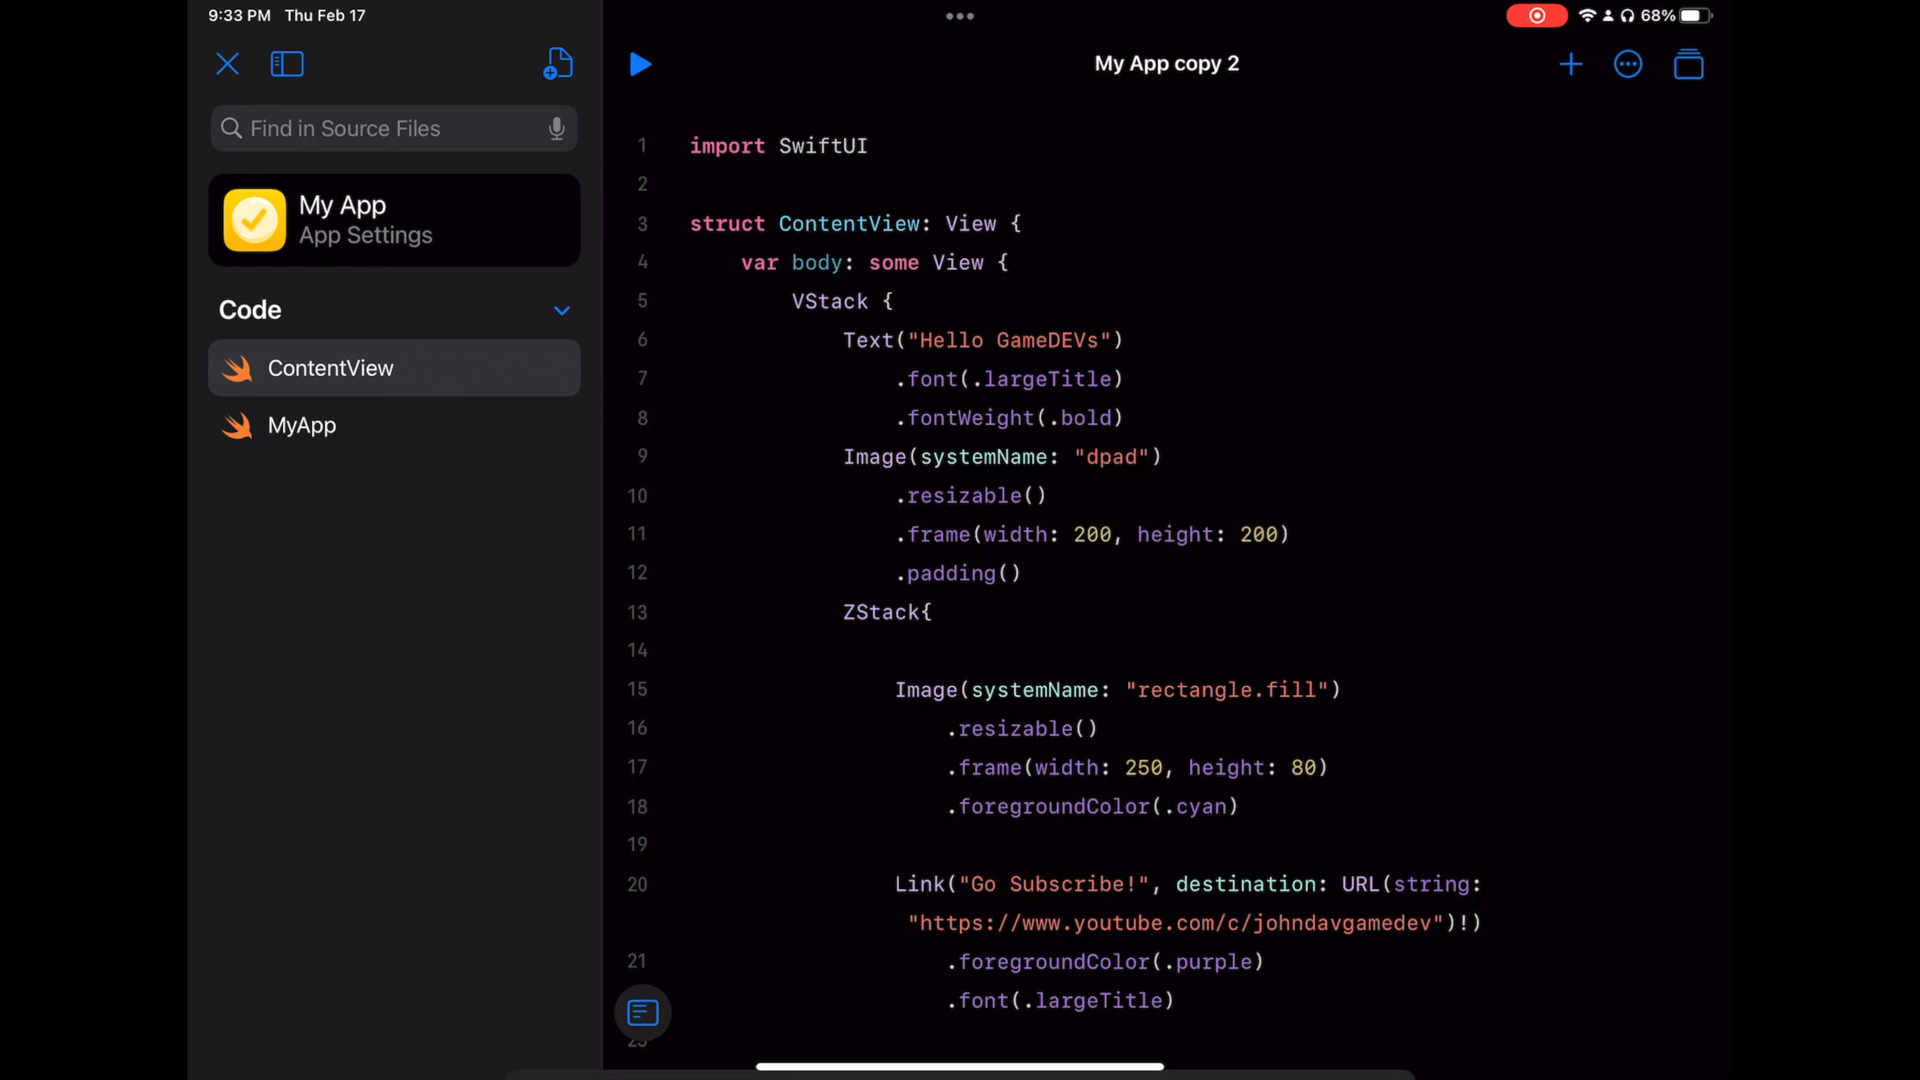 9:33 PM Thu Feb 17
68%
My App copy 2
Find in Source Files
My App
App Settings
Code
ContentView
MyApp
1 import SwiftUI
2
3 struct ContentView: View {
4 var body: some View {
5 VStack {
6 Text("Hello GameDEVs")
7 .font(.largeTitle)
8 .fontWeight(.bold)
9 Image(systemName: "dpad")
10 .resizable()
11 .frame(width: 200, height: 200)
12 .padding()
13 ZStack{
14
15 Image(systemName: "rectangle.fill")
16 .resizable()
17 .frame(width: 250, height: 80)
18 .foregroundColor(.cyan)
19
20 Link("Go Subscribe!", destination: URL(string:
"https://www.youtube.com/c/johndavgamedev")!)
21 .foregroundColor(.purple)
.font(.largeTitle)